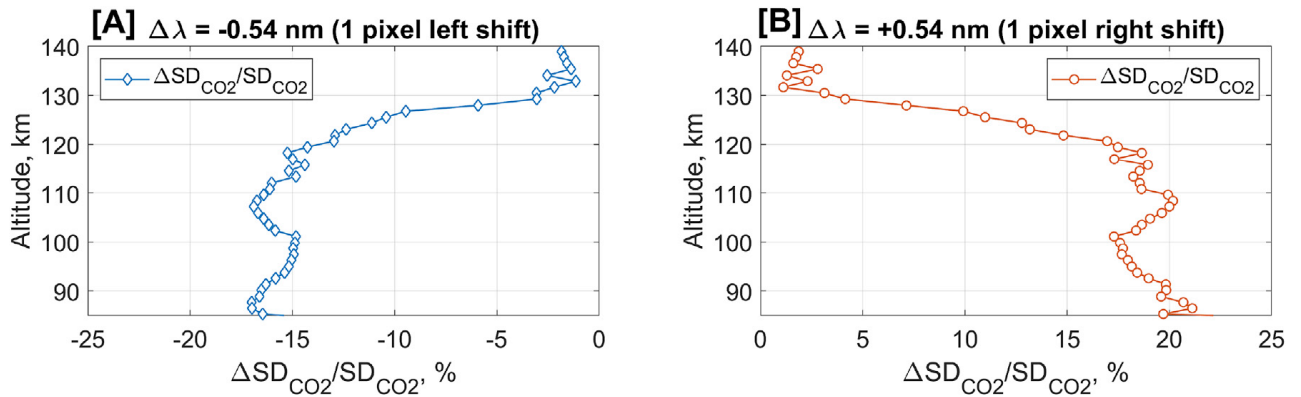 [A] Δλ = -0.54 nm (1 pixel left shift)
140
130
120
110
100
90
Altitude, km
ΔSD_CO2/SD_CO2
-25 -20 -15 -10 -5 0
ΔSD_CO2/SD_CO2, %
[B] Δλ = +0.54 nm (1 pixel right shift)
140
130
120
110
100
90
Altitude, km
ΔSD_CO2/SD_CO2
0 5 10 15 20 25
ΔSD_CO2/SD_CO2, %